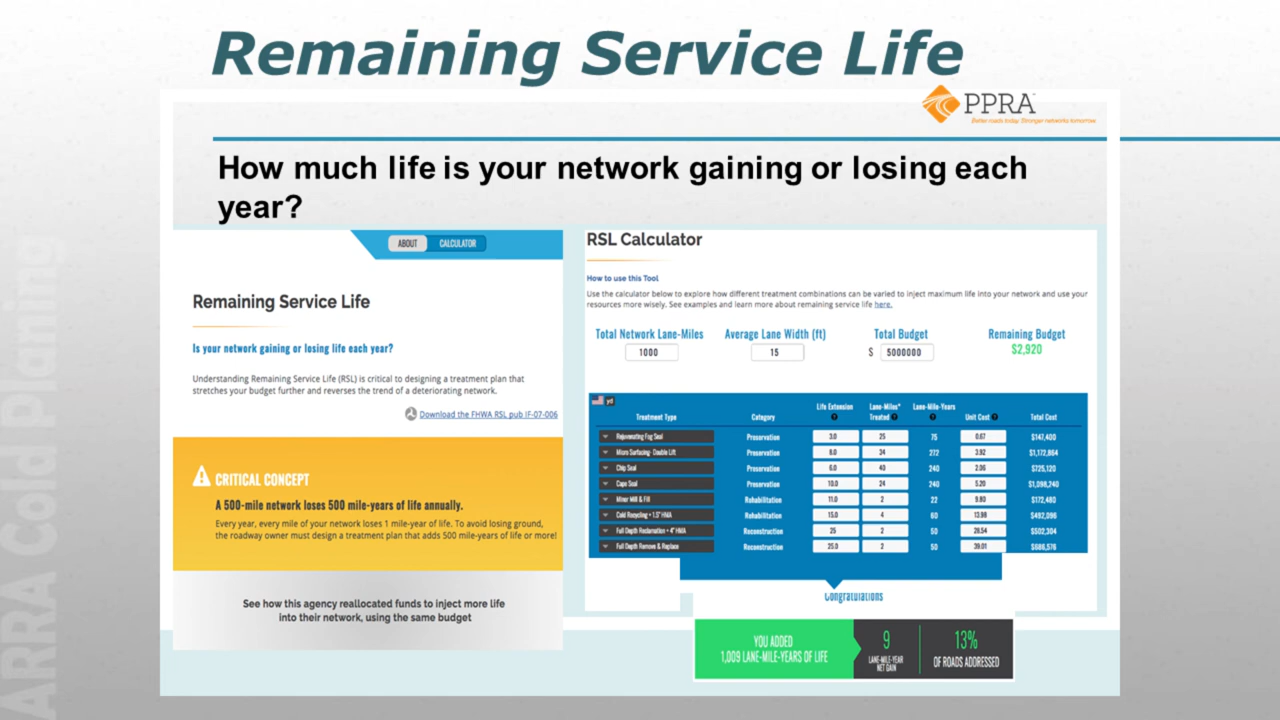 Remaining Service Life
PPRA
Better roads today. Stronger networks tomorrow.
How much life is your network gaining or losing each
year?
ABOUT CALCULATOR
Remaining Service Life
Is your network gaining or losing life each year?
Understanding Remaining Service Life (RSL) is critical to designing a treatment plan that
stretches your budget further and reverses the trend of a deteriorating network.
Download the FHWA RSL pub IF-07-006
CRITICAL CONCEPT
A 500-mile network loses 500 mile-years of life annually.
Every year, every mile of your network loses 1 mile-year of life. To avoid losing ground,
the roadway owner must design a treatment plan that adds 500 mile-years of life or more!
See how this agency reallocated funds to inject more life
into their network, using the same budget
RSL Calculator
How to use this Tool
Use the calculator below to explore how different treatment combinations can be varied to inject maximum life into your network and use your
resources more wisely. See examples and learn more about remaining service life here.
Total Network Lane-Miles Average Lane Width (ft) Total Budget Remaining Budget
1000 15 $ 5000000 $2,920
yd
Treatment Type Category Life Extension Lane-Miles* Treated Lane-Mile-Years Unit Cost Total Cost
Rejuvenating Fog Seal Preservation 3.0 25 75 0.67 $147,400
Micro Surfacing- Double Lift Preservation 8.0 34 272 3.92 $1,172,864
Chip Seal Preservation 6.0 40 240 2.06 $725,120
Cape Seal Preservation 10.0 24 240 5.20 $1,098,240
Minor Mill & Fill Rehabilitation 11.0 2 22 9.80 $172,480
Cold Recycling + 1.5" HMA Rehabilitation 15.0 4 60 13.98 $492,096
Full Depth Reclamation + 4" HMA Reconstruction 25 2 50 28.54 $502,304
Full Depth Remove & Replace Reconstruction 25.0 2 50 39.01 $686,576
Congratulations
YOU ADDED
1,009 LANE-MILE-YEARS OF LIFE
9
LANE-MILE-YEAR
NET GAIN
13%
OF ROADS ADDRESSED
ARRA Cold Planing